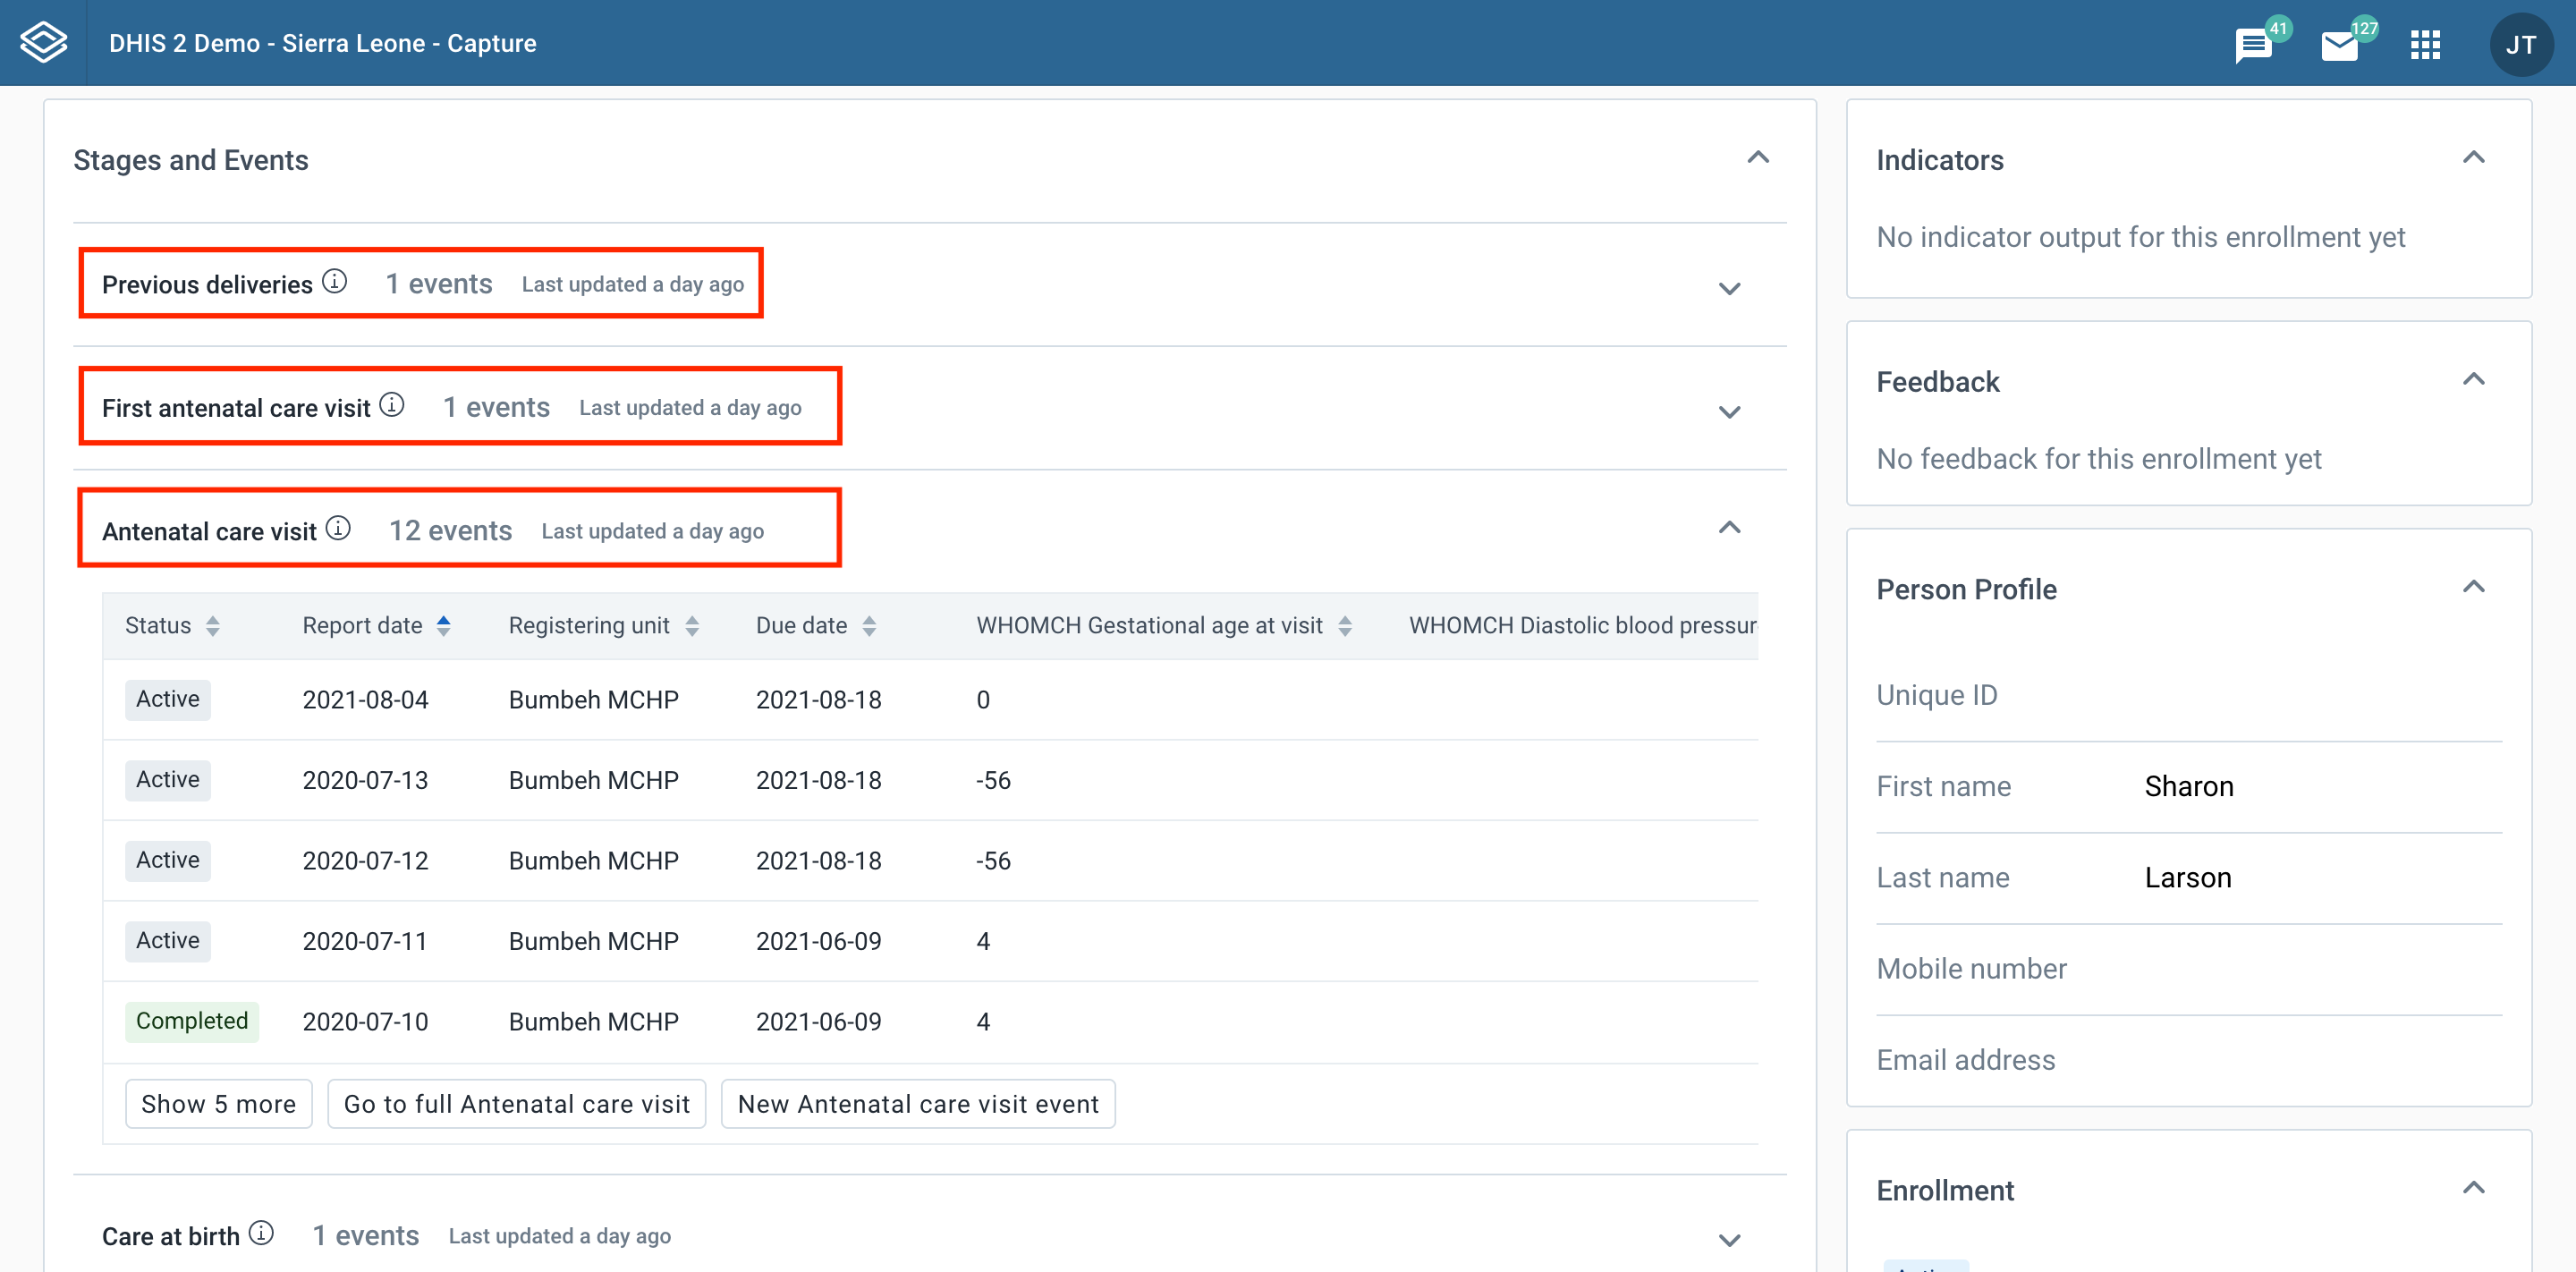 DHIS 2 Demo - Sierra Leone - Capture
41
127
JT
Stages and Events
Previous deliveries 1 events Last updated a day ago
First antenatal care visit 1 events Last updated a day ago
Antenatal care visit 12 events Last updated a day ago
Status Report date Registering unit Due date WHOMCH Gestational age at visit WHOMCH Diastolic blood pressur
Active 2021-08-04 Bumbeh MCHP 2021-08-18 0
Active 2020-07-13 Bumbeh MCHP 2021-08-18 -56
Active 2020-07-12 Bumbeh MCHP 2021-08-18 -56
Active 2020-07-11 Bumbeh MCHP 2021-06-09 4
Completed 2020-07-10 Bumbeh MCHP 2021-06-09 4
Show 5 more Go to full Antenatal care visit New Antenatal care visit event
Care at birth 1 events Last updated a day ago
Indicators
No indicator output for this enrollment yet
Feedback
No feedback for this enrollment yet
Person Profile
Unique ID
First name Sharon
Last name Larson
Mobile number
Email address
Enrollment